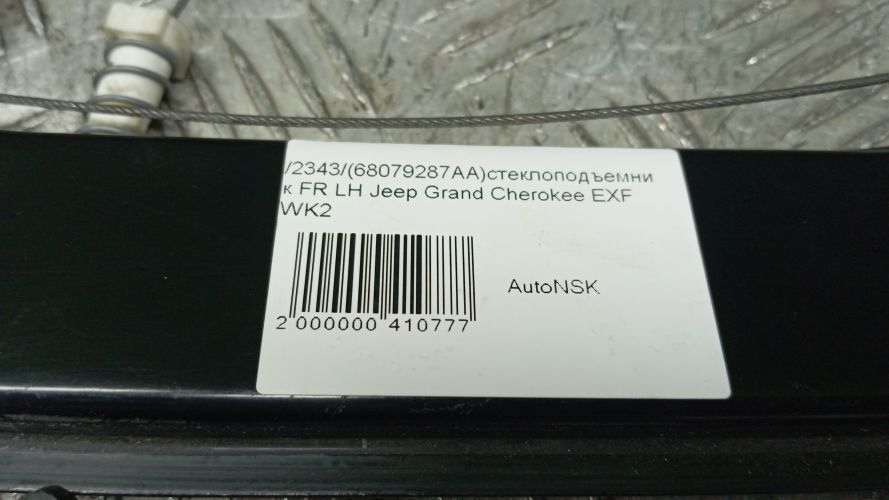 /2343/(68079287AA)стеклоподъемни
к FR LH Jeep Grand Cherokee EXF
WK2
AutoNSK
2 000000 410777